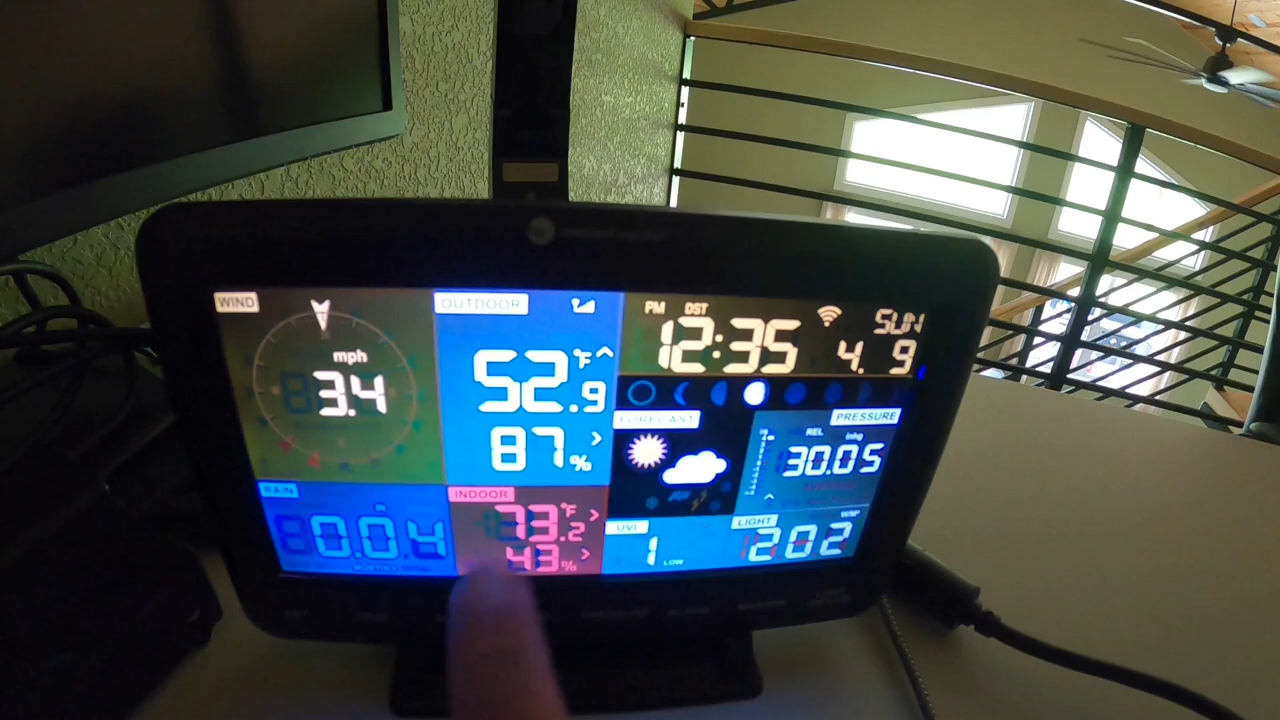 WIND
mph
3.4
OUTDOOR
52.9 °F
87%
PM DST
12:35
SUN
4. 9
FORECAST
PRESSURE
REL inhg
30.05
RAIN
IN
0.04
INDOOR
73.2 °F
43%
UVI
1
LOW
LIGHT
W/M²
202